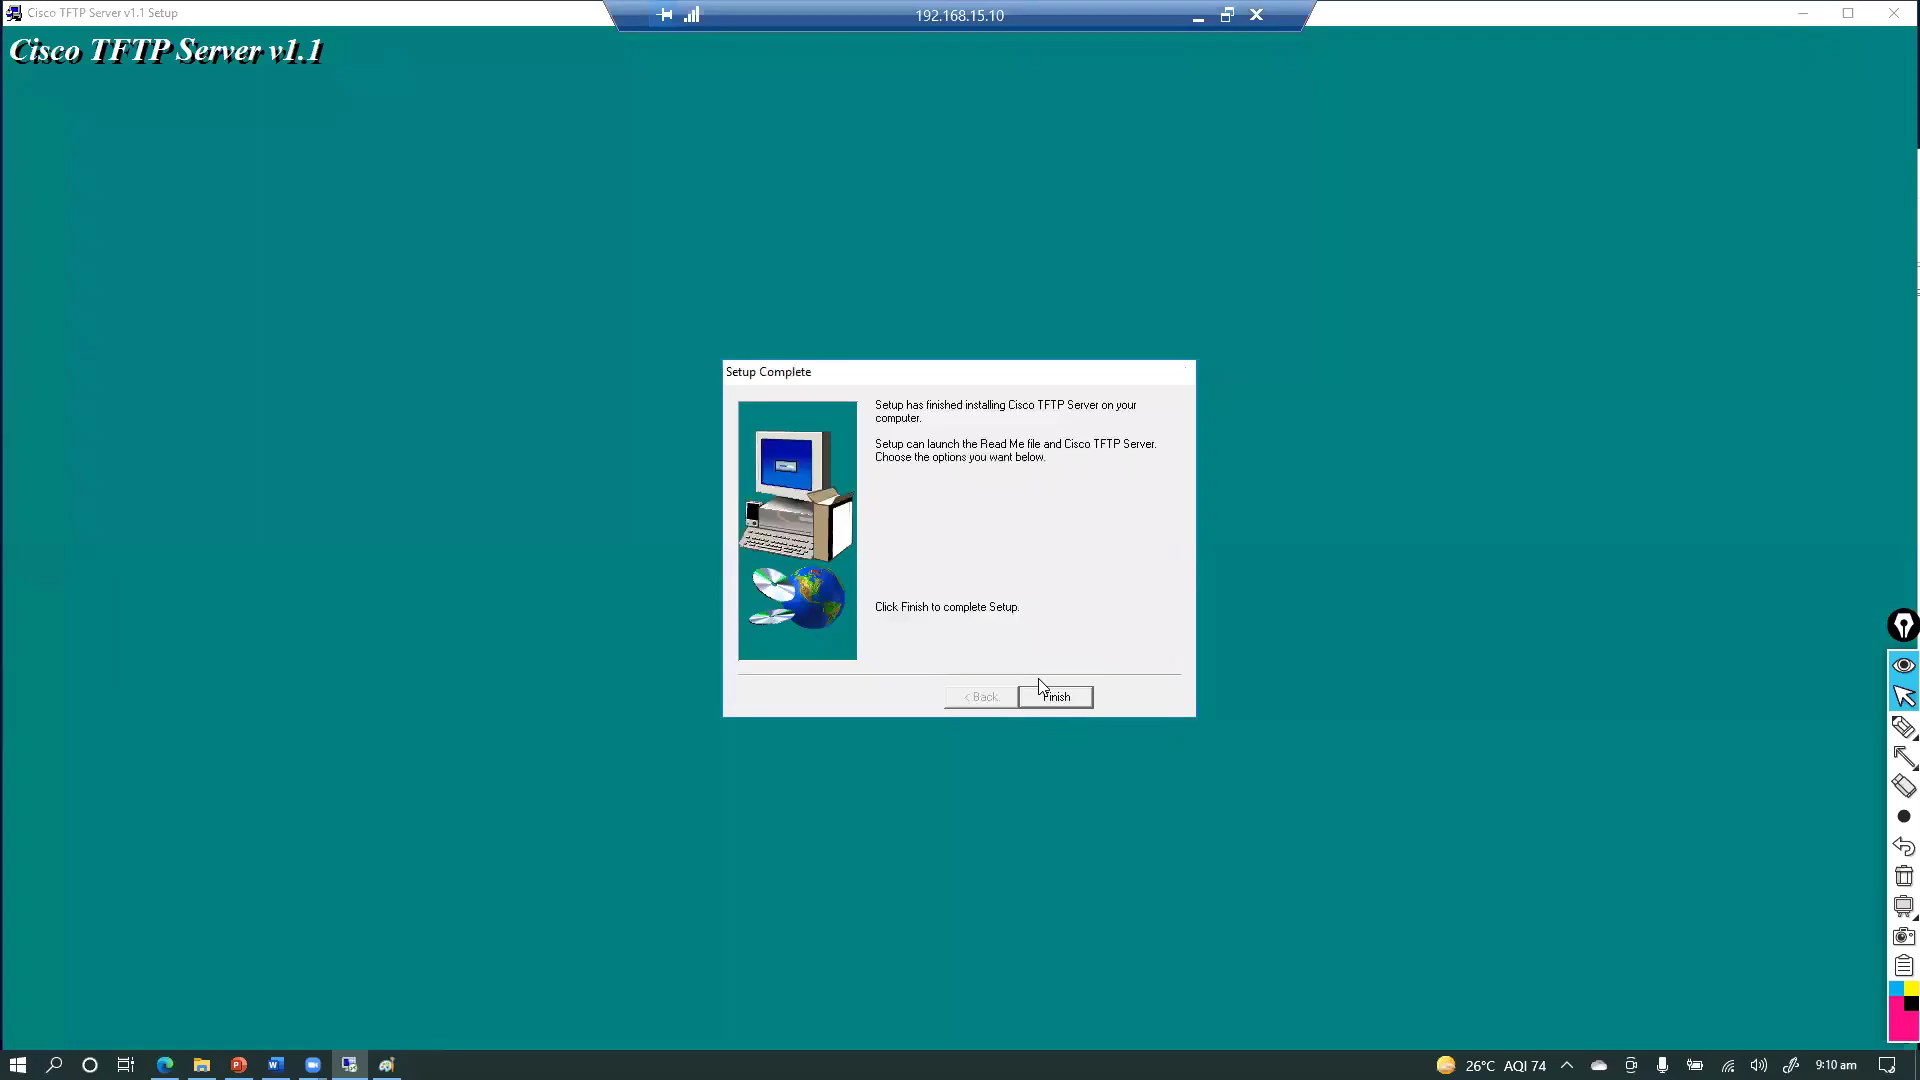 Cisco TFTP Server v1.1 Setup
192.168.15.10
Cisco TFTP Server v1.1
Setup Complete
Setup has finished installing Cisco TFTP Server on your
computer.
Setup can launch the Read Me file and Cisco TFTP Server.
Choose the options you want below.
Click Finish to complete Setup.
< Back
Finish
26°C AQI 74
9:10 am